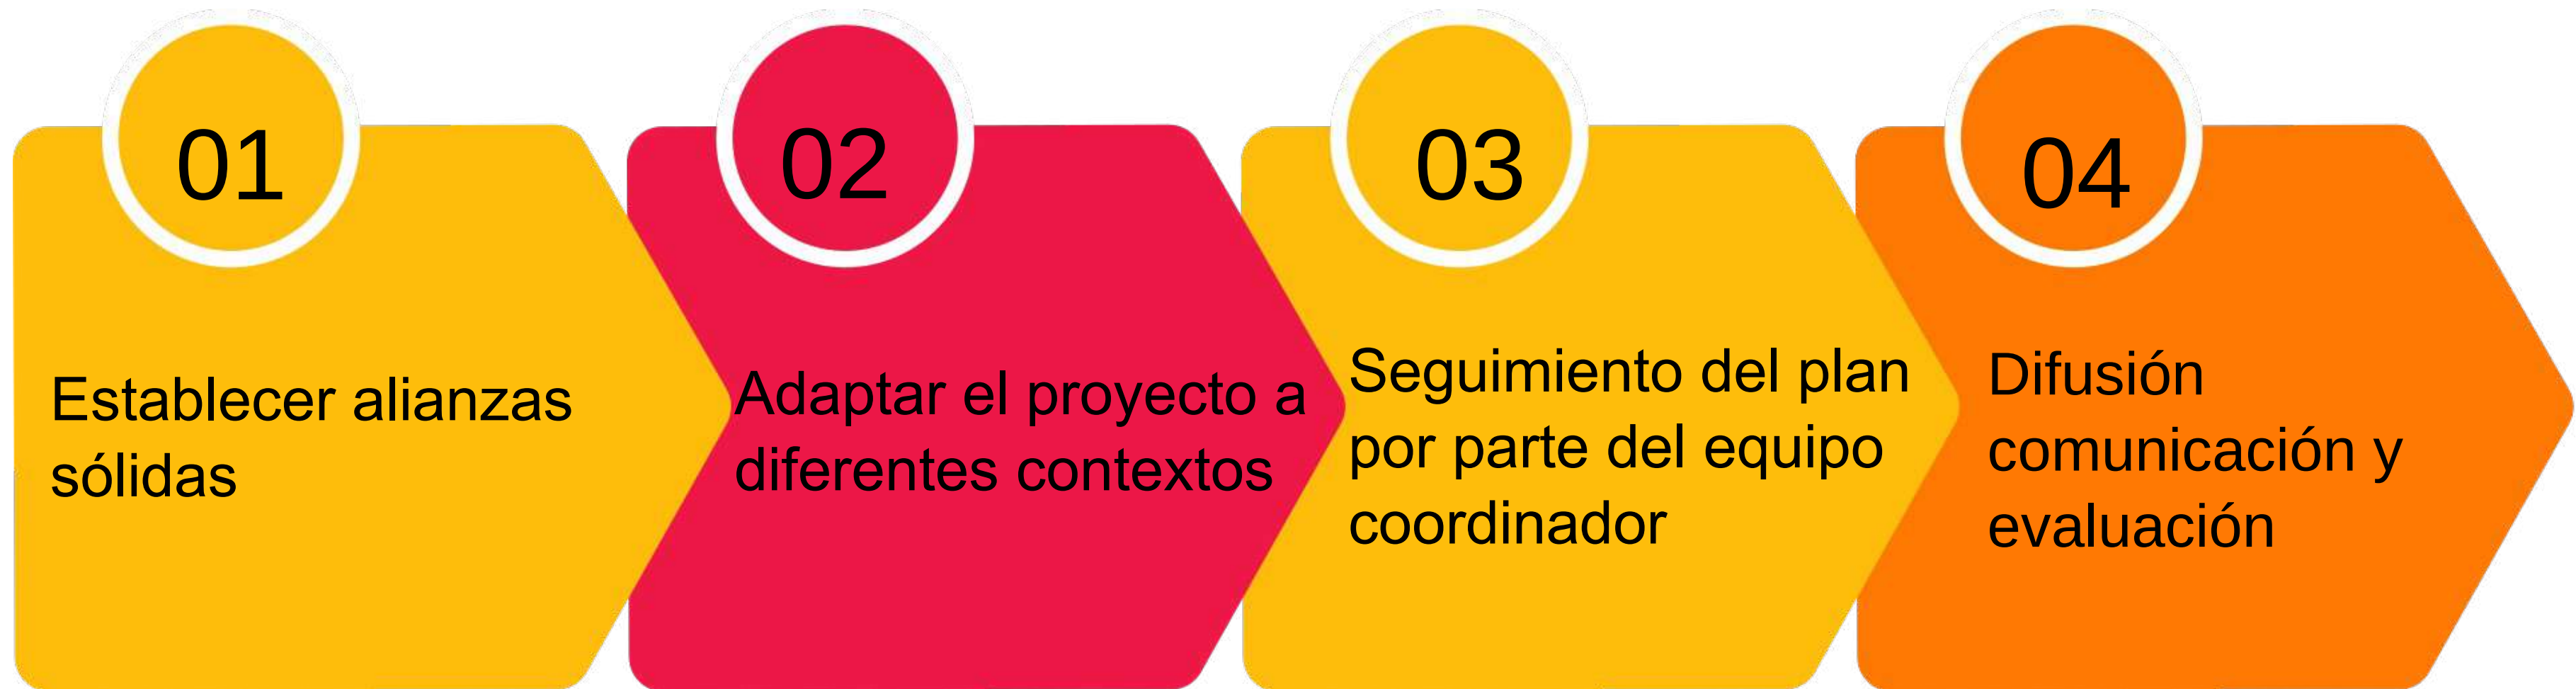 01
Establecer alianzas
sólidas
02
Adaptar el proyecto a
diferentes contextos
03
Seguimiento del plan
por parte del equipo
coordinador
04
Difusión
comunicación y
evaluación